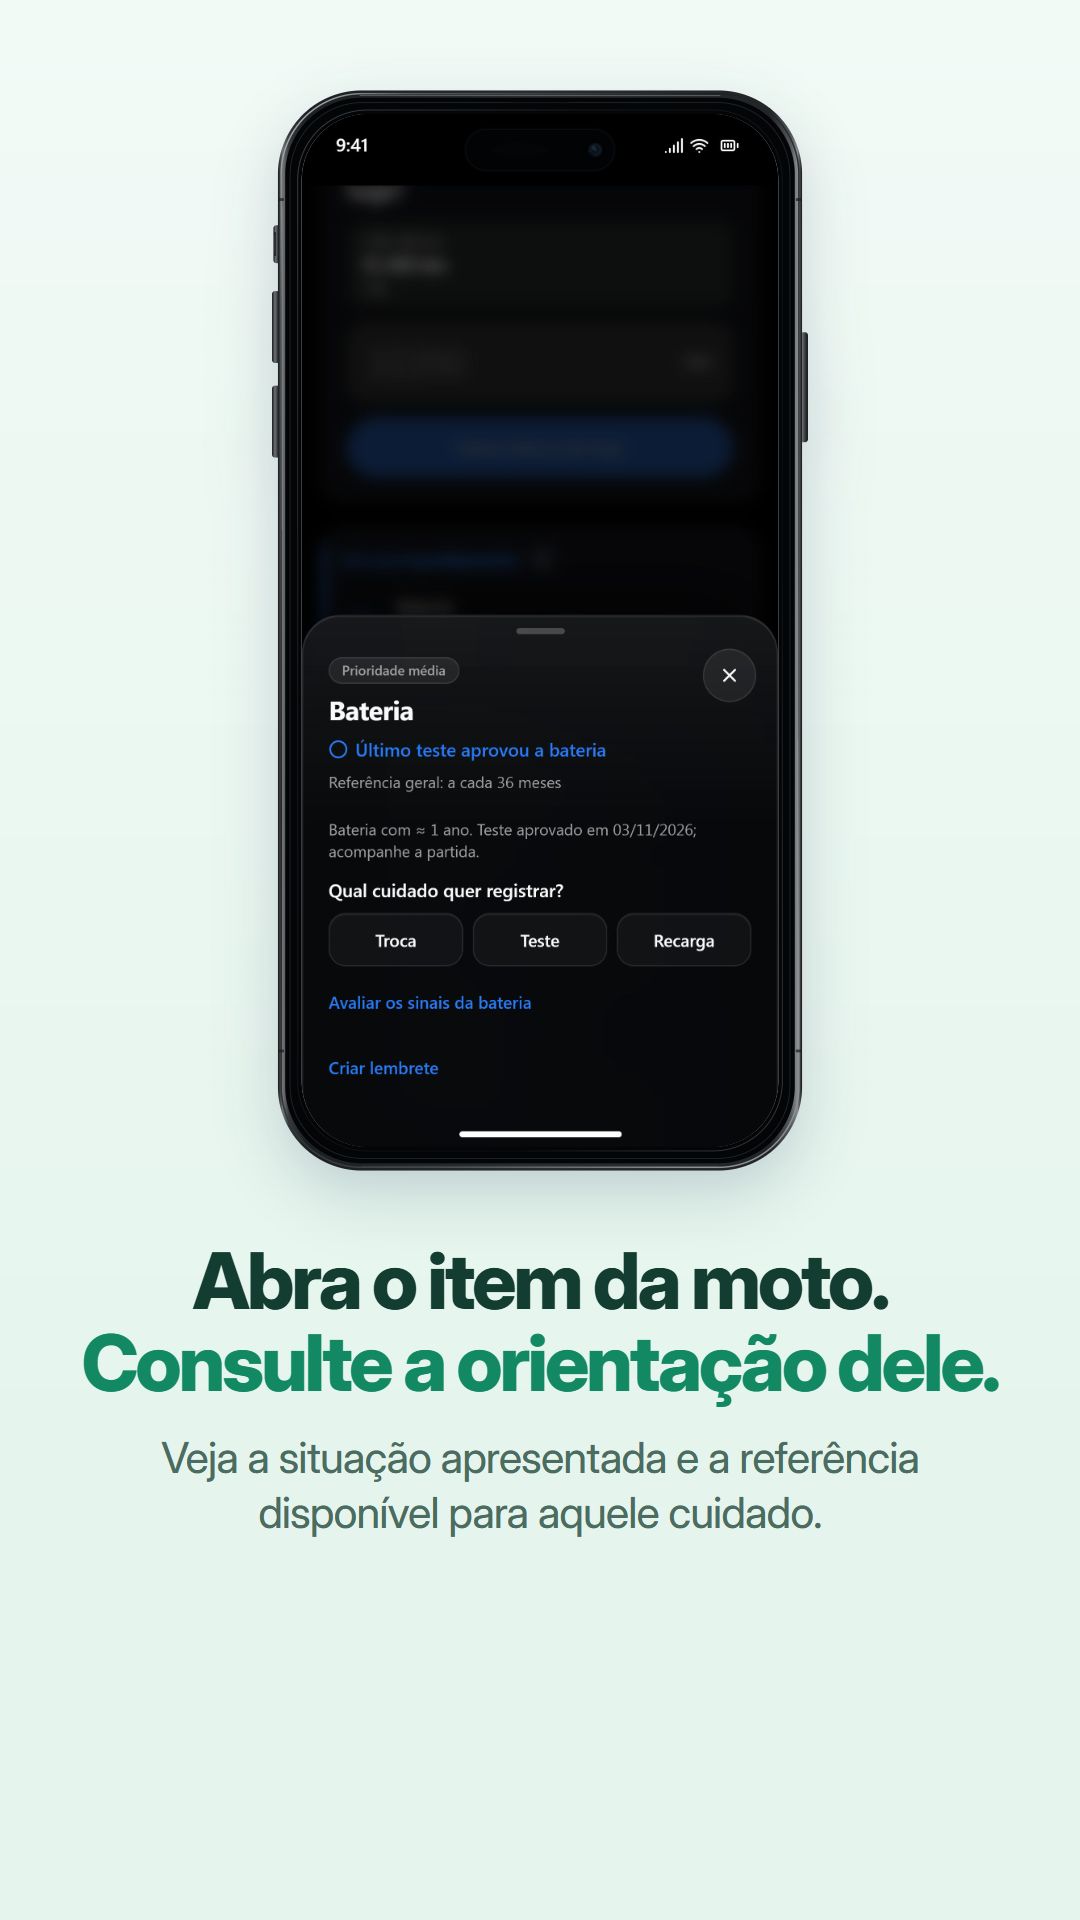 9:41
Prioridade média
Bateria
Último teste aprovou a bateria
Referência geral: a cada 36 meses
Bateria com ≈ 1 ano. Teste aprovado em 03/11/2026;
acompanhe a partida.
Qual cuidado quer registrar?
Troca
Teste
Recarga
Avaliar os sinais da bateria
Criar lembrete
Abra o item da moto.
Consulte a orientação dele.
Veja a situação apresentada e a referência
disponível para aquele cuidado.